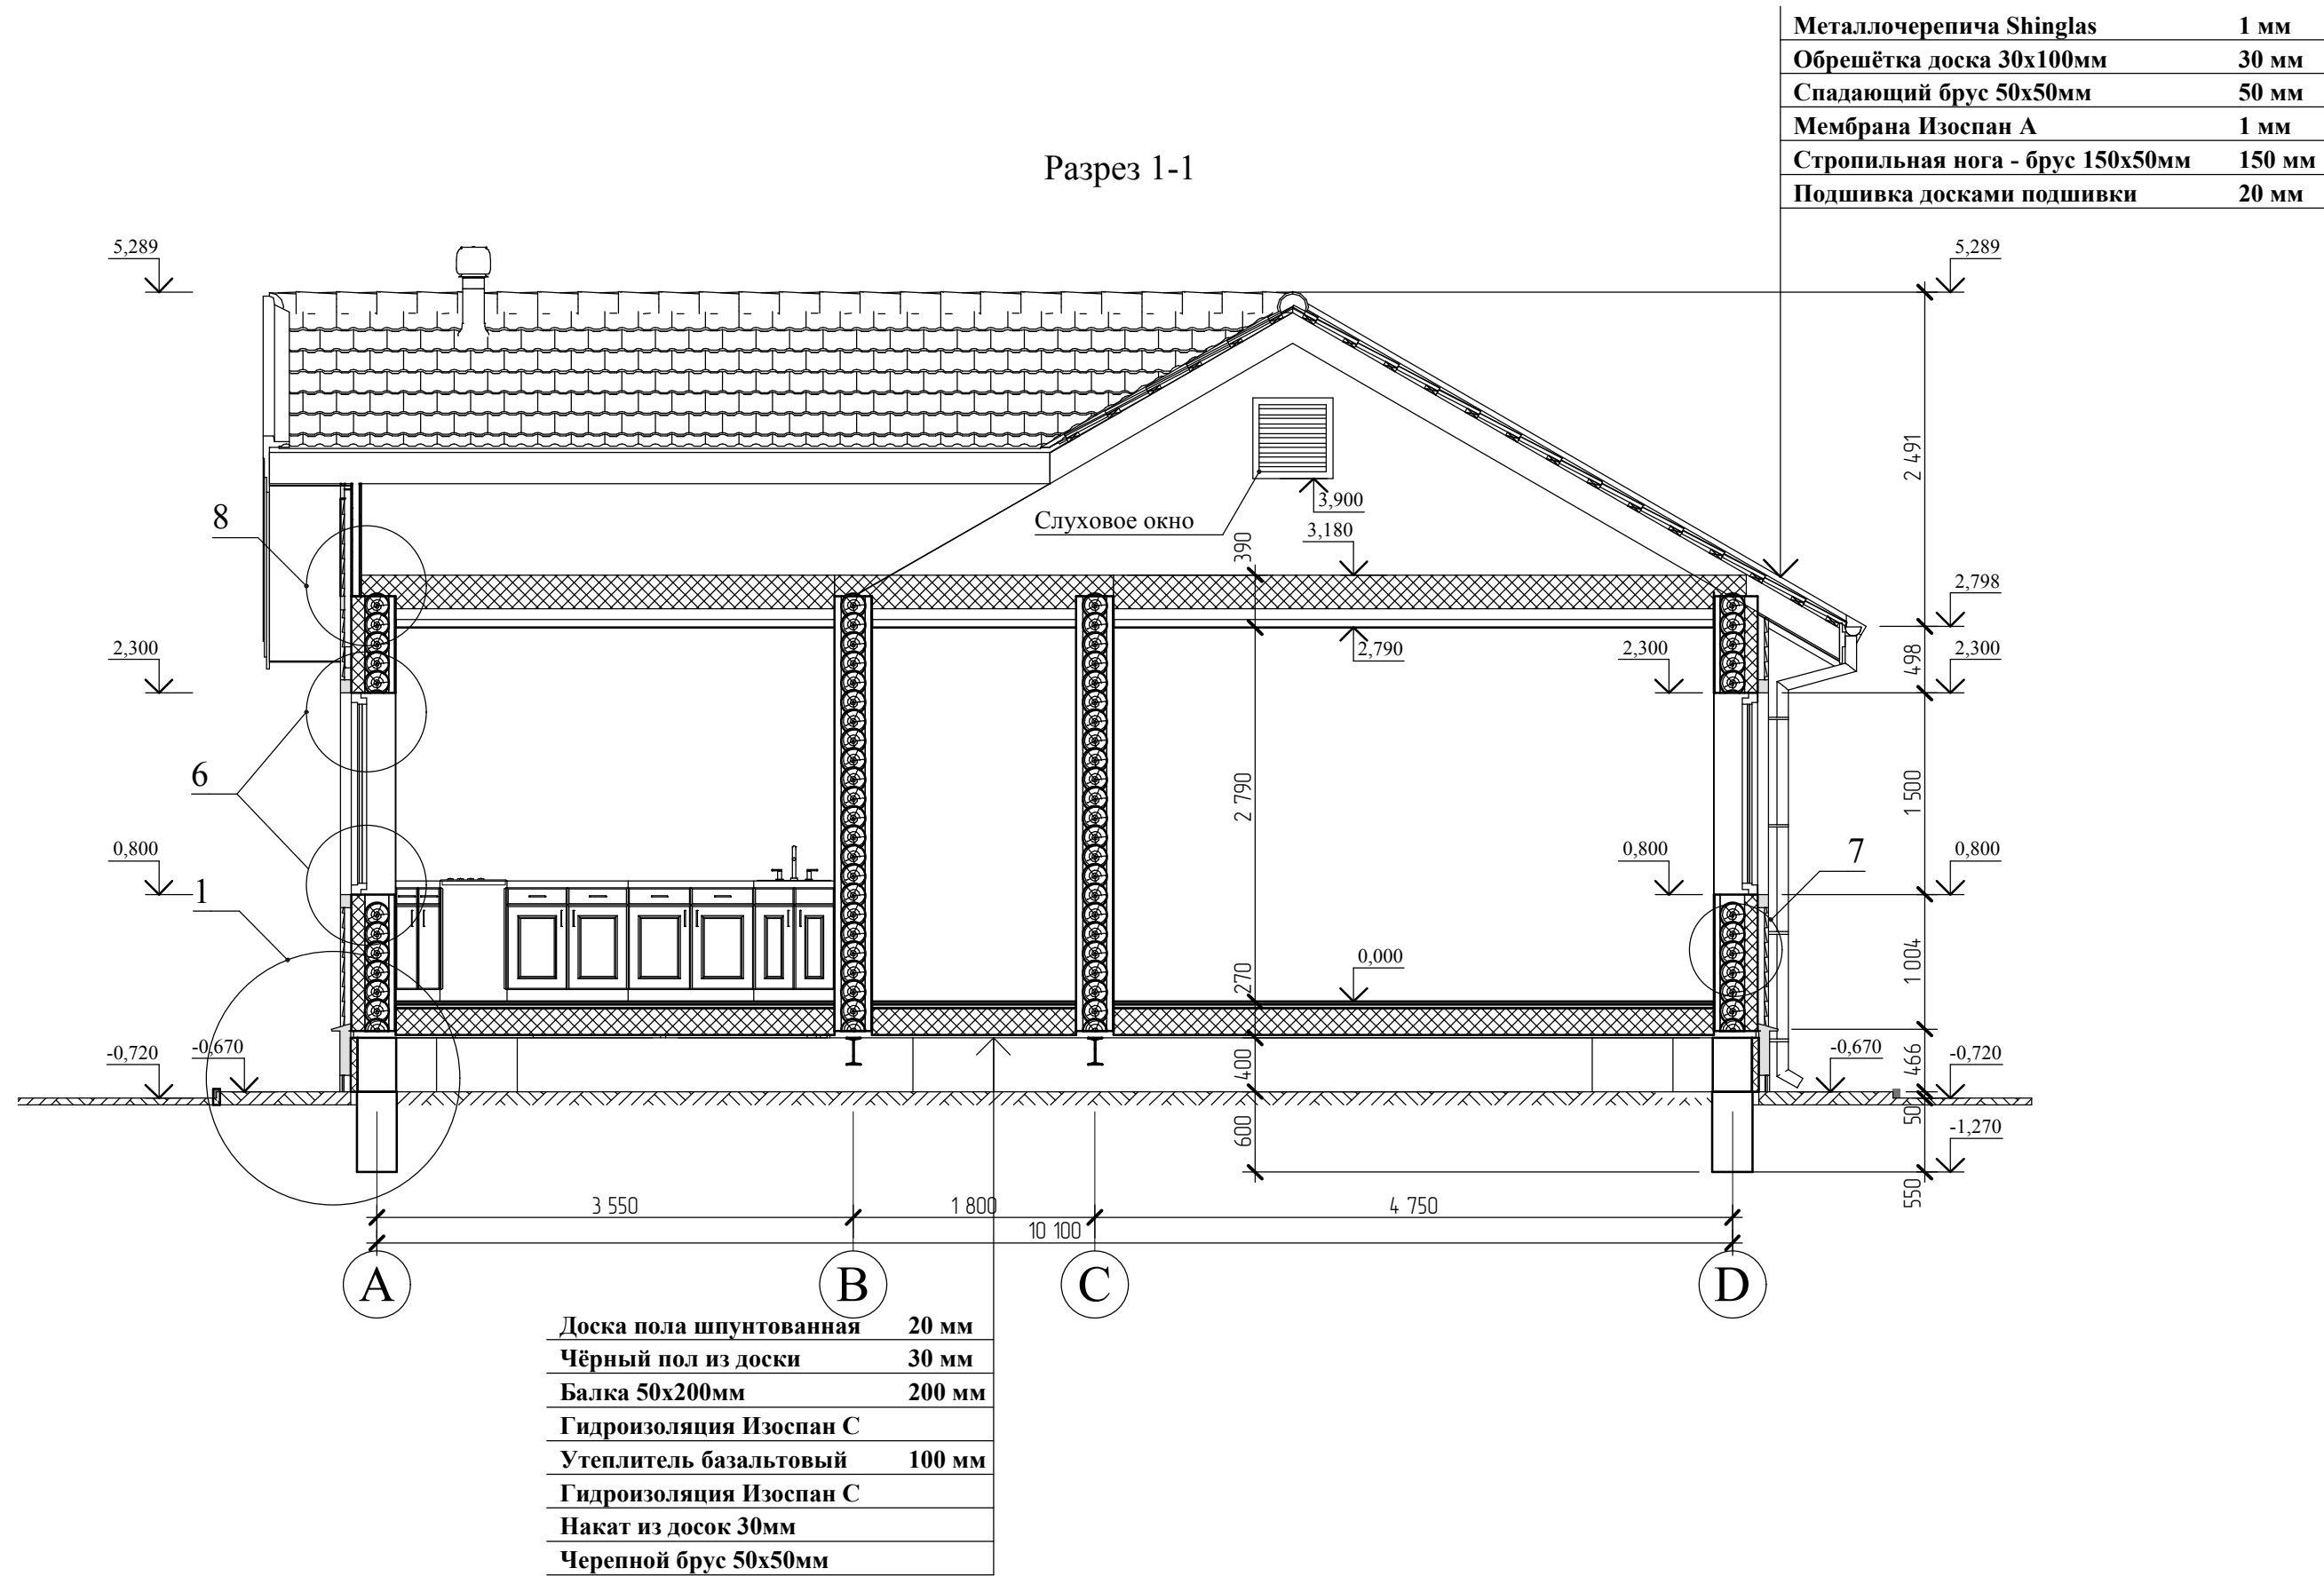 Металлочерепича Shinglas 1 мм
Обрешётка доска 30х100мм 30 мм
Спадающий брус 50х50мм 50 мм
Мембрана Изоспан А 1 мм
Стропильная нога - брус 150х50мм 150 мм
Подшивка досками подшивки 20 мм
Разрез 1-1
5,289
5,289
2 491
8
3,900
Слуховое окно
3,180
390
2,798
2,300
2,790
2,300
498
2,300
6
2 790
1 500
0,800
0,800
7
0,800
1
0,000
270
1 004
-0,720
-0,670
400
-0,670
466
-0,720
600
50
-1,270
550
3 550
1 800
4 750
10 100
A
B
C
D
Доска пола шпунтованная 20 мм
Чёрный пол из доски 30 мм
Балка 50х200мм 200 мм
Гидроизоляция Изоспан С
Утеплитель базальтовый 100 мм
Гидроизоляция Изоспан С
Накат из досок 30мм
Черепной брус 50х50мм